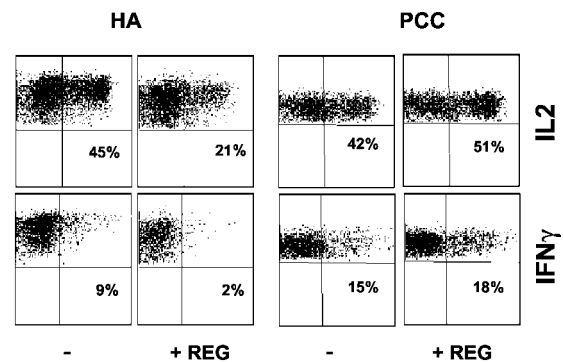 HA PCC
45% 21% 42% 51% IL2
9% 2% 15% 18% IFNγ
- + REG - + REG